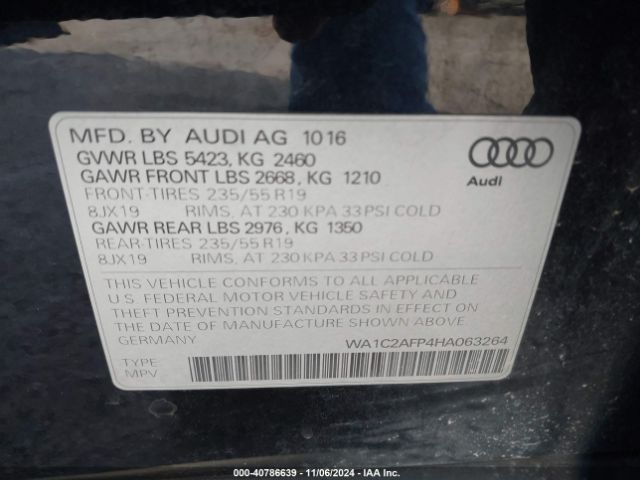 MFD. BY AUDI AG 1016
GVWR LBS 5423, KG 2460
GAWR FRONT LBS 2668, KG 1210
FRONT-TIRES 235/55 R19
8JX19 RIMS, AT 230 KPA 33 PSI COLD
GAWR REAR LBS 2976, KG 1350
REAR-TIRES 235/55 R19
8JX19 RIMS, AT 230 KPA 33 PSI COLD
Audi
THIS VEHICLE CONFORMS TO ALL APPLICABLE
U.S. FEDERAL MOTOR VEHICLE SAFETY AND
THEFT PREVENTION STANDARDS IN EFFECT ON
THE DATE OF MANUFACTURE SHOWN ABOVE.
GERMANY
WA1C2AFP4HA063264
TYPE
MPV
000-40786639 - 11/06/2024 - IAA Inc.